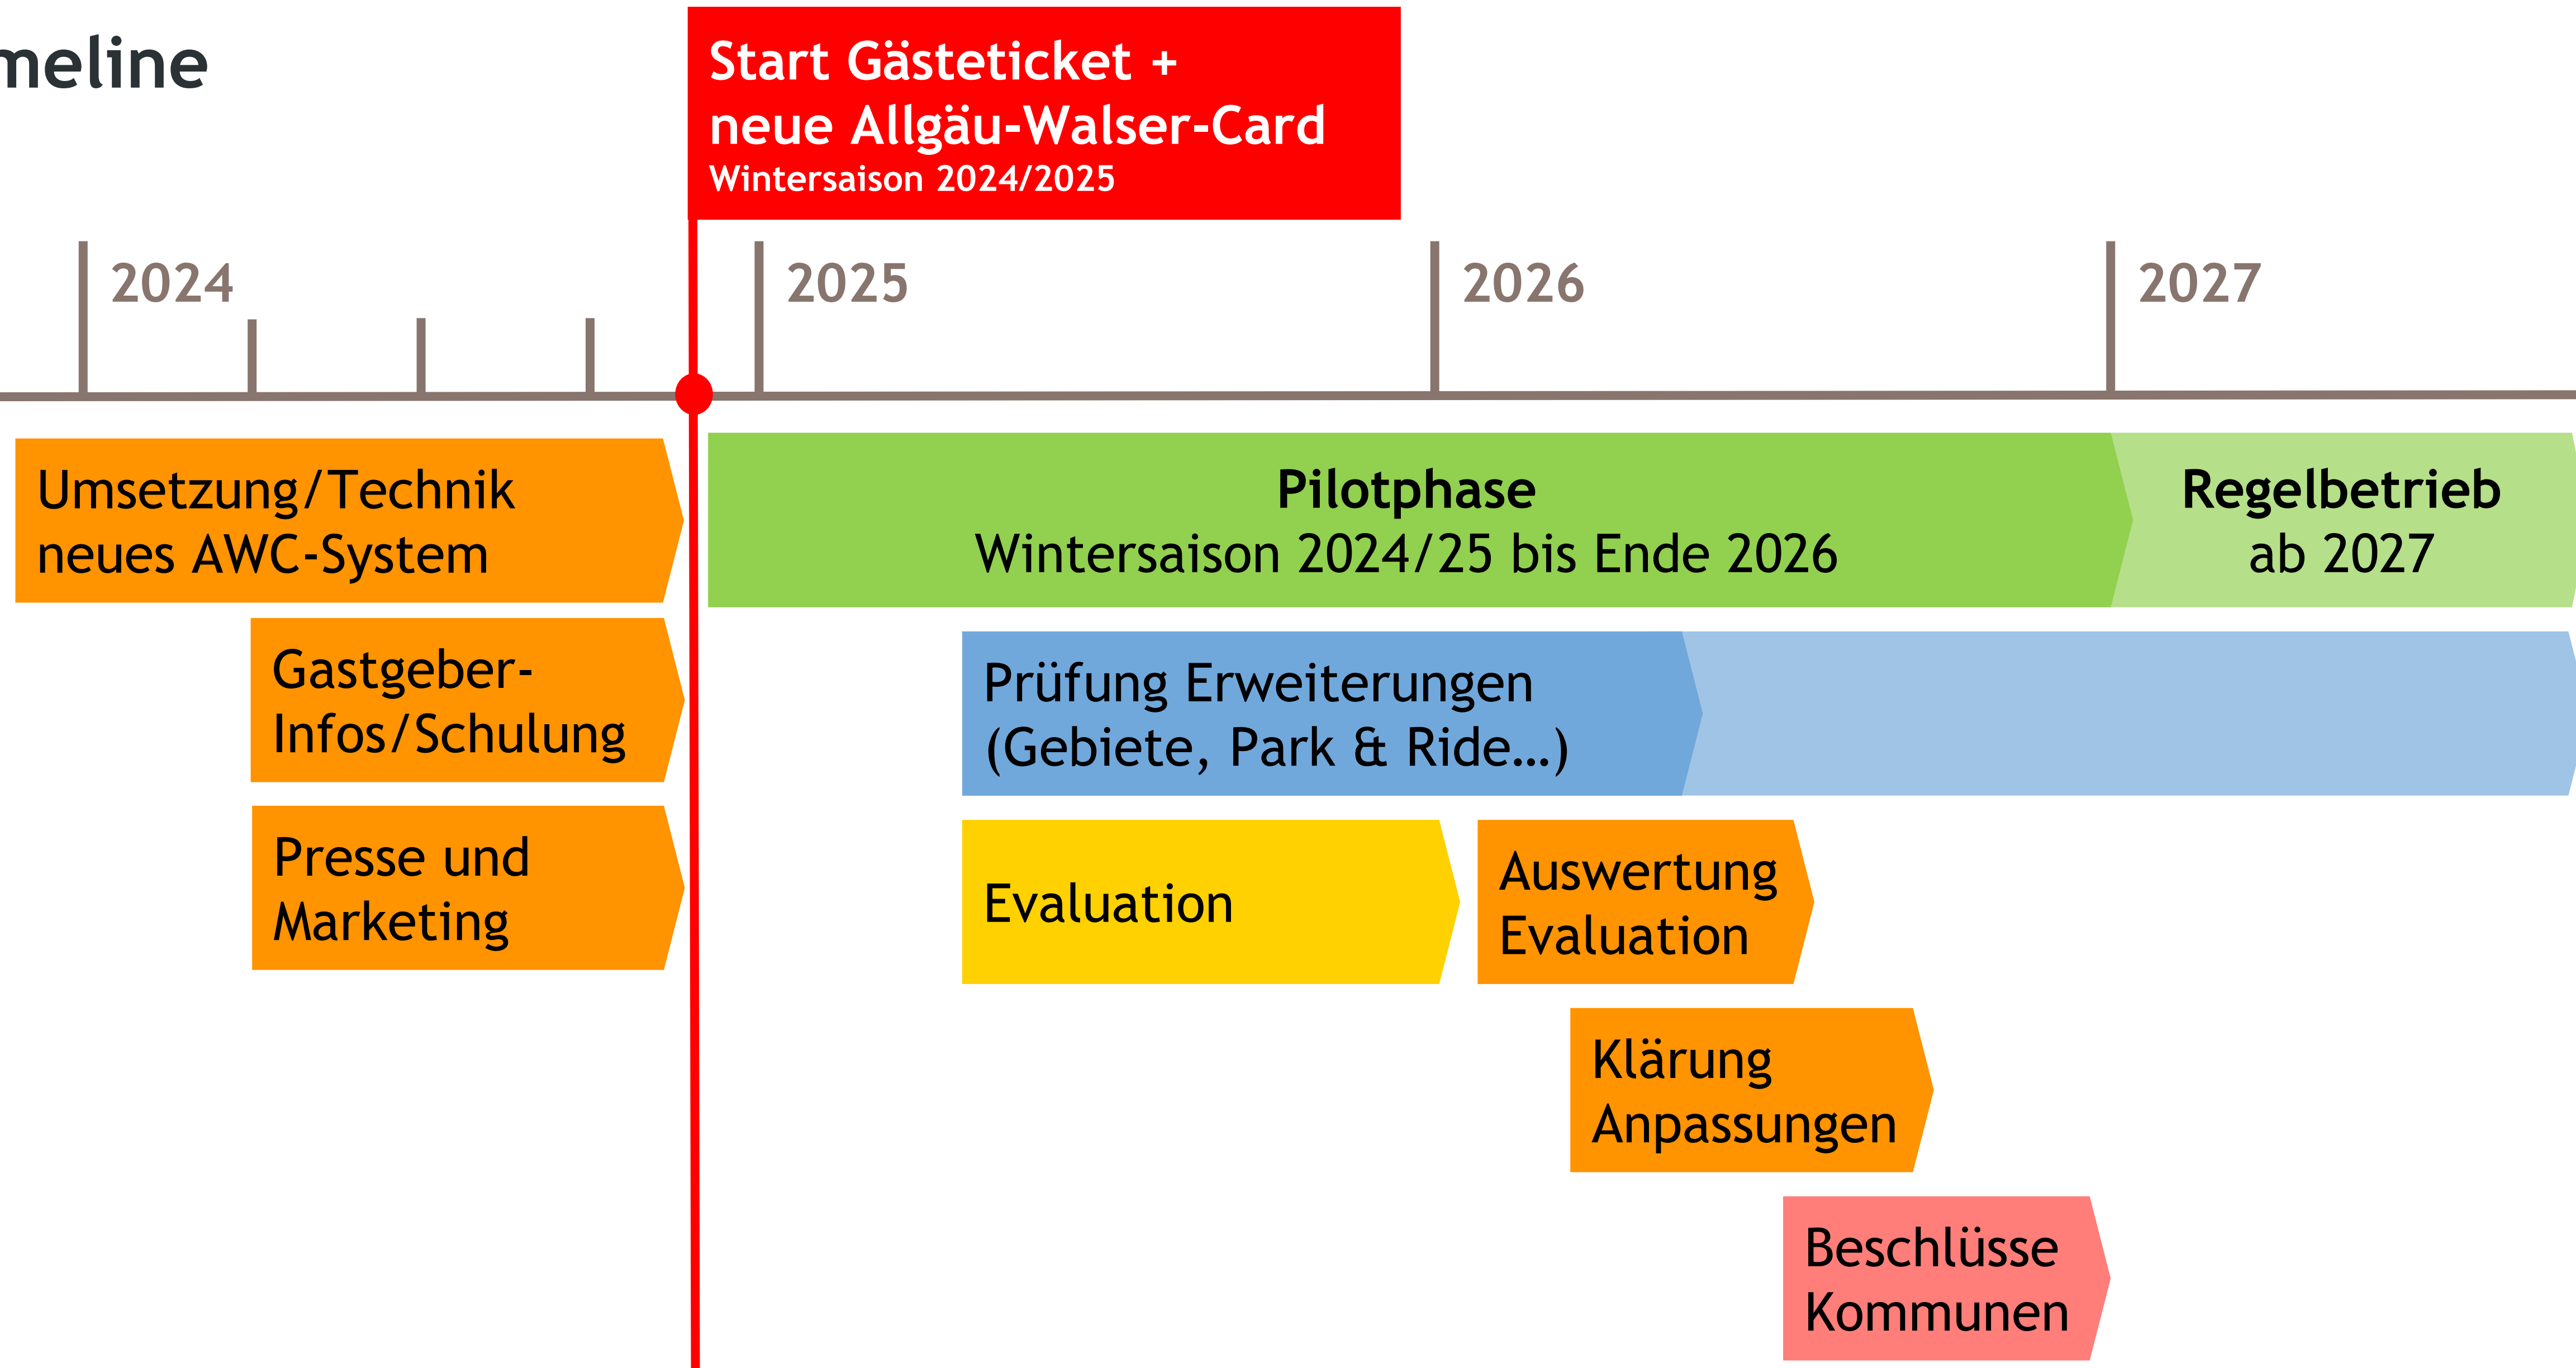 meline
Start Gästeticket +
neue Allgäu-Walser-Card
Wintersaison 2024/2025
2024
2025
2026
2027
Umsetzung/Technik
neues AWC-System
Pilotphase
Wintersaison 2024/25 bis Ende 2026
Regelbetrieb
ab 2027
Gastgeber-
Infos/Schulung
Prüfung Erweiterungen
(Gebiete, Park & Ride…)
Presse und
Marketing
Evaluation
Auswertung
Evaluation
Klärung
Anpassungen
Beschlüsse
Kommunen